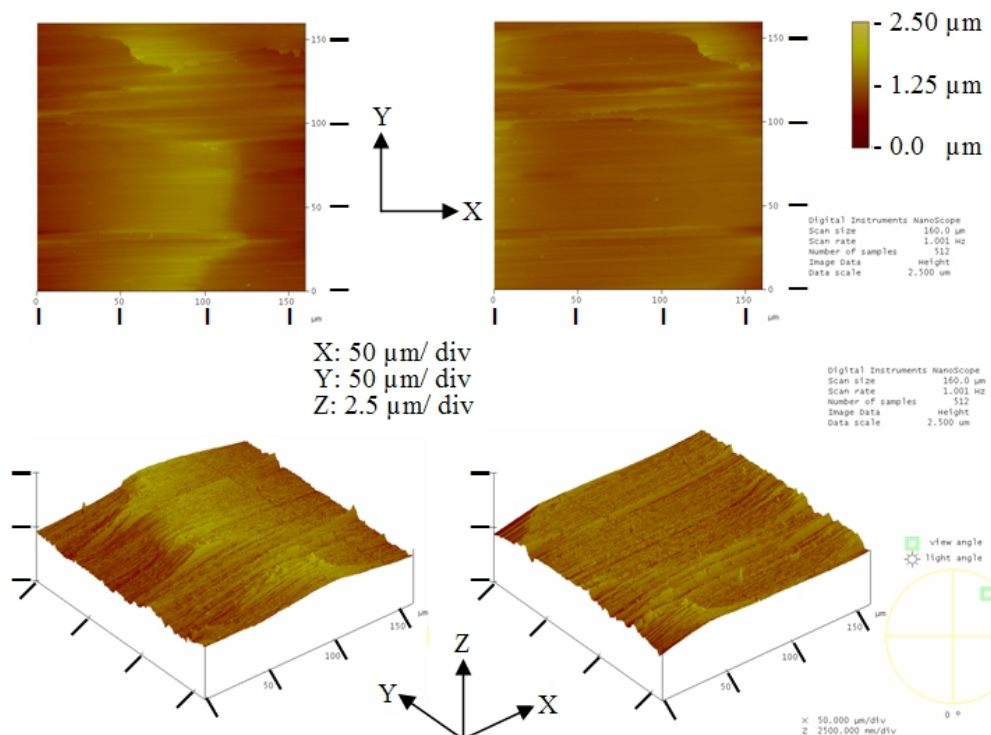 150
100
50
0
0
50
100
150
µm
150
100
50
0
0
50
100
150
µm
Y
X
- 2.50 µm
- 1.25 µm
- 0.0 µm
Digital Instruments NanoScope
Scan size 160.0 µm
Scan rate 1.001 Hz
Number of samples 512
Image Data Height
Data scale 2.500 um
X: 50 µm/ div
Y: 50 µm/ div
Z: 2.5 µm/ div
Digital Instruments NanoScope
Scan size 160.0 µm
Scan rate 1.001 Hz
Number of samples 512
Image Data Height
Data scale 2.500 um
50
100
150
µm
50
100
150
µm
view angle
light angle
0 °
Z
Y
X
X 50.000 µm/div
Z 2500.000 nm/div